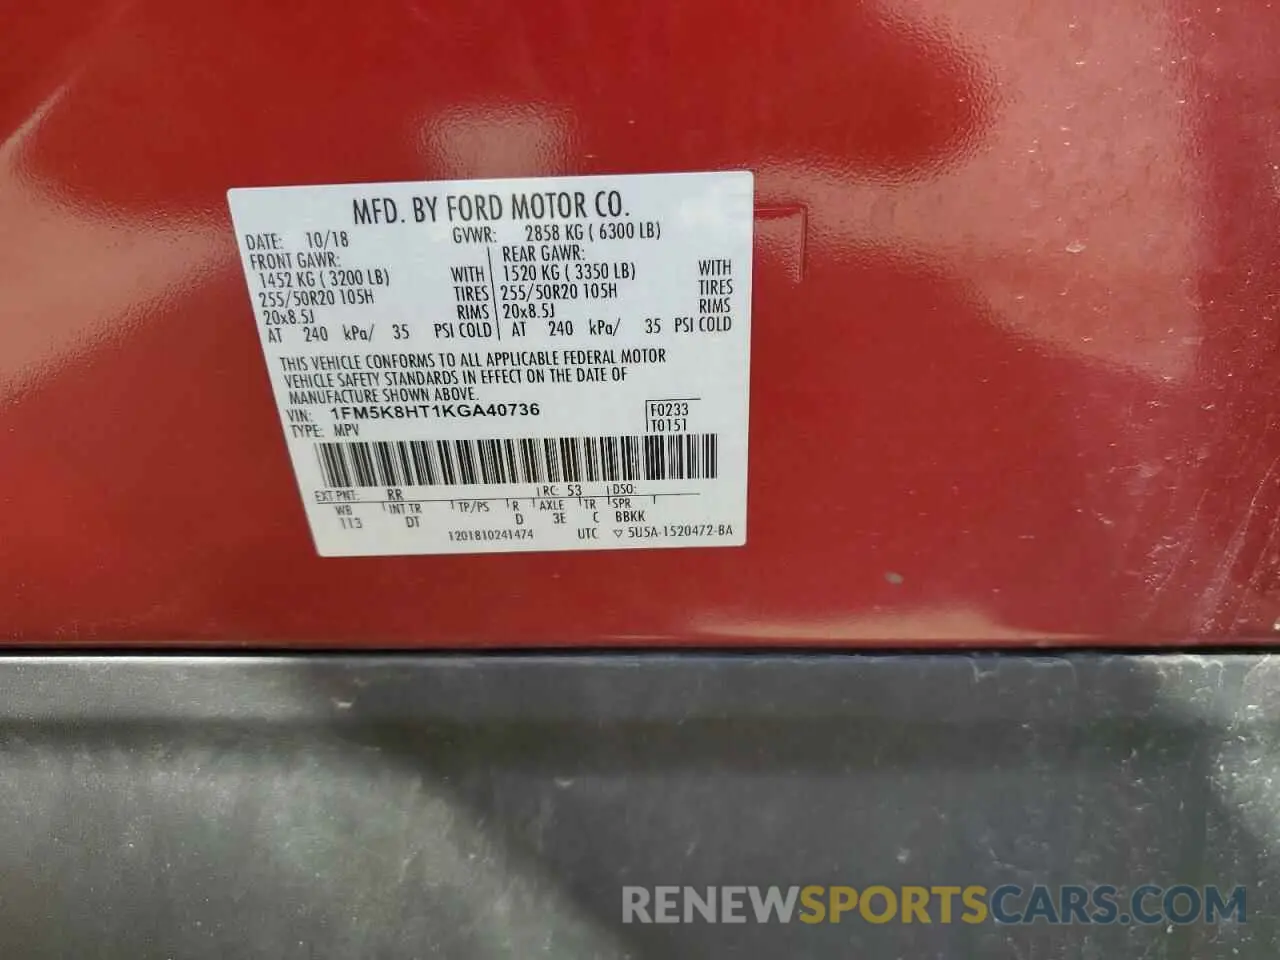 MFD. BY FORD MOTOR CO.
DATE: 10/18 GVWR: 2858 KG ( 6300 LB)
FRONT GAWR: REAR GAWR:
1452 KG ( 3200 LB) WITH 1520 KG ( 3350 LB) WITH
255/50R20 105H TIRES 255/50R20 105H TIRES
20x8.5J RIMS 20x8.5J RIMS
AT 240 kPa/ 35 PSI COLD AT 240 kPa/ 35 PSI COLD
THIS VEHICLE CONFORMS TO ALL APPLICABLE FEDERAL MOTOR
VEHICLE SAFETY STANDARDS IN EFFECT ON THE DATE OF
MANUFACTURE SHOWN ABOVE.
VIN: 1FM5K8HT1KGA40736 F0233
TYPE: MPV T0151
EXT PNT: RR RC: 53 DSO:
WB INT TR TP/PS R AXLE TR SPR
113 DT D 3E C BBKK
1201810241474 UTC ▽ 5U5A-1520472-BA
RENEWSPORTSCARS.COM